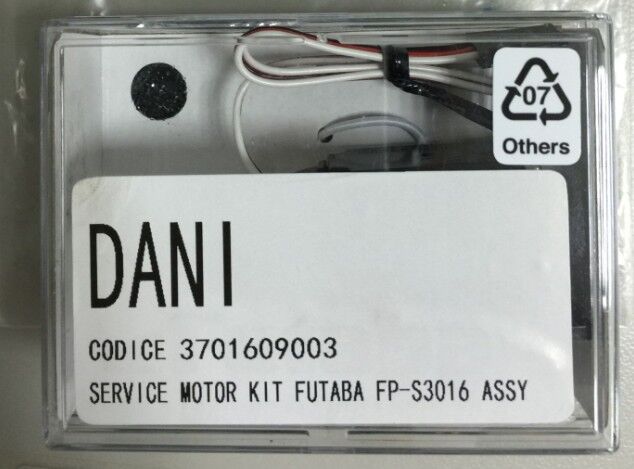 07
Others
DANI
CODICE 3701609003
SERVICE MOTOR KIT FUTABA FP-S3016 ASSY